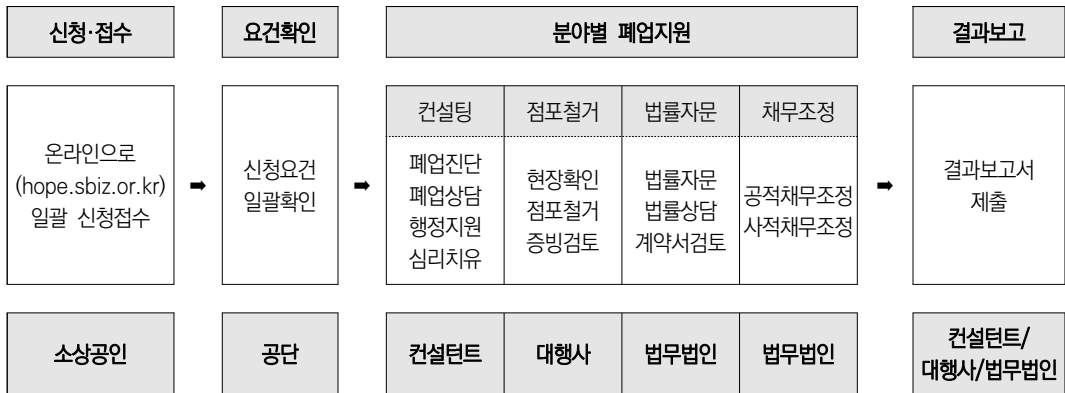 신청·접수
요건확인
분야별 폐업지원
결과보고
온라인으로
(hope.sbiz.or.kr)
일괄 신청접수
➡
신청요건
일괄확인
➡
컨설팅
폐업진단
폐업상담
행정지원
심리치유
점포철거
현장확인
점포철거
증빙검토
법률자문
법률자문
법률상담
계약서검토
채무조정
공적채무조정
사적채무조정
➡
결과보고서
제출
소상공인
공단
컨설턴트
대행사
법무법인
법무법인
컨설턴트/
대행사/법무법인